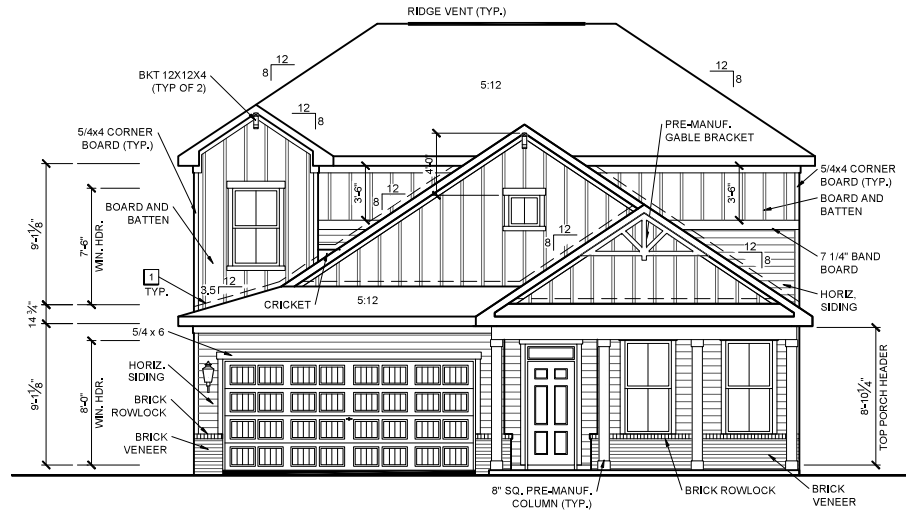 RIDGE VENT (TYP.)
12
8
12
8
BKT 12X12X4
(TYP OF 2)
5:12
12
8
5/4x4 CORNER
BOARD (TYP.)
PRE-MANUF.
GABLE BRACKET
4'-0"
3'-6"
3'-6"
5/4x4 CORNER
BOARD (TYP.)
BOARD AND
BATTEN
12
8
BOARD AND
BATTEN
9'-1 1/8"
7'-6"
WIN. HDR.
12
8
7 1/4" BAND
BOARD
12
8
1
TYP.
12
3.5
CRICKET
5:12
HORIZ.
SIDING
14 3/4"
5/4 x 6
HORIZ.
SIDING
9'-1 1/8"
8'-0"
WIN. HDR.
BRICK
ROWLOCK
BRICK
VENEER
8'-10 1/4"
TOP PORCH HEADER
8" SQ. PRE-MANUF.
COLUMN (TYP.)
BRICK ROWLOCK
BRICK
VENEER